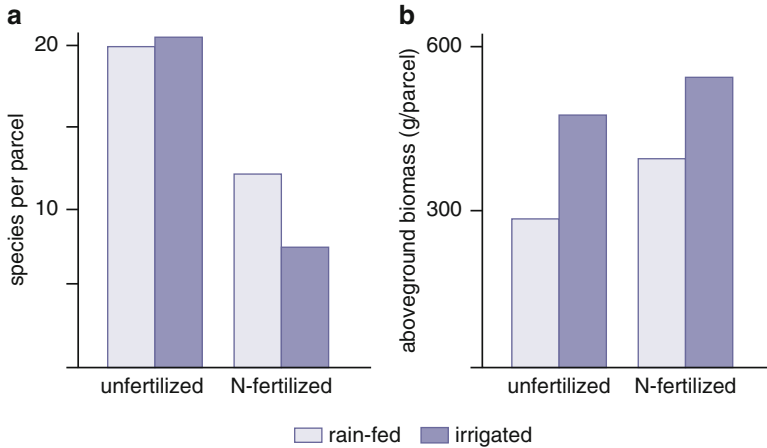 a
20
10
species per parcel
unfertilized
N-fertilized
b
600
300
aboveground biomass (g/parcel)
unfertilized
N-fertilized
rain-fed
irrigated